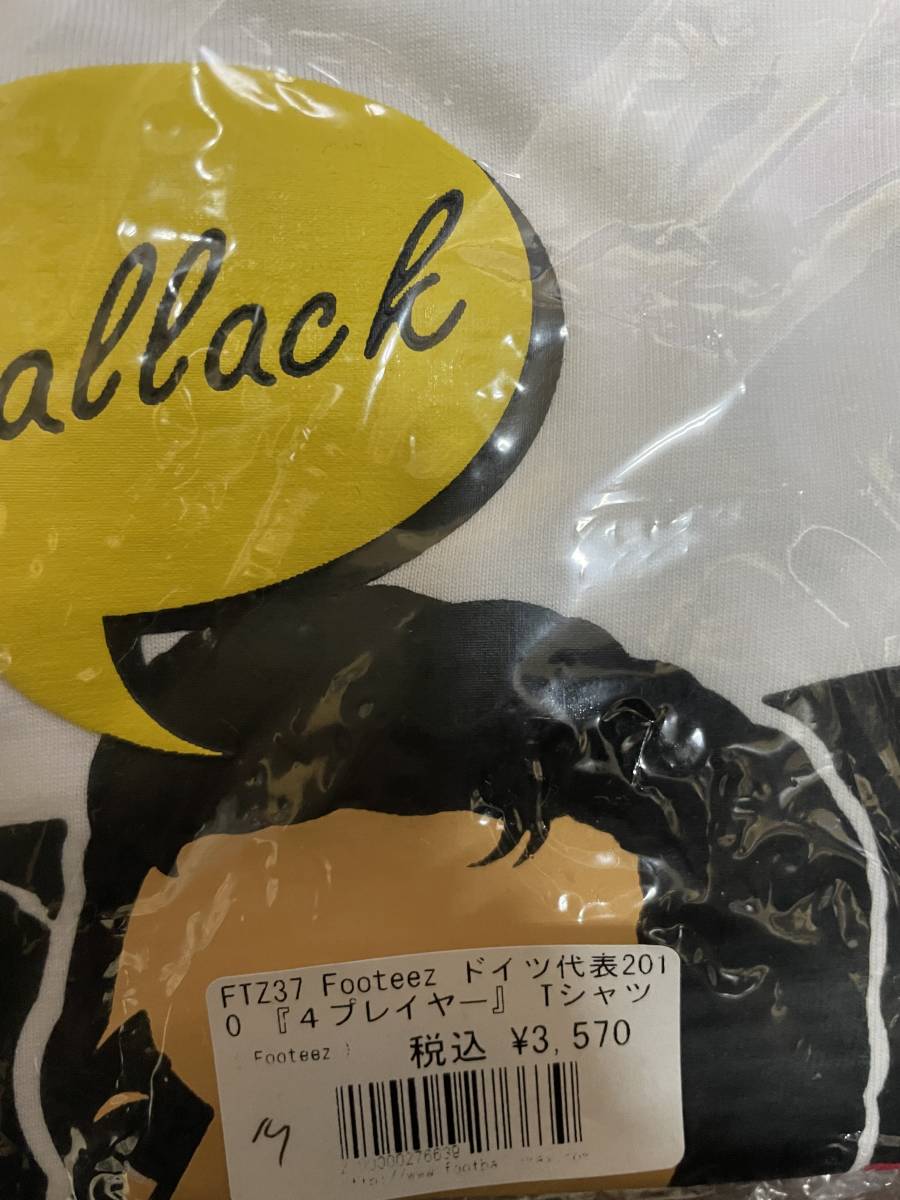 allack
FTZ37 Footeez ドイツ代表201
0 『4プレイヤー』 Tシャツ
( Footeez )
税込 ¥3,570
M